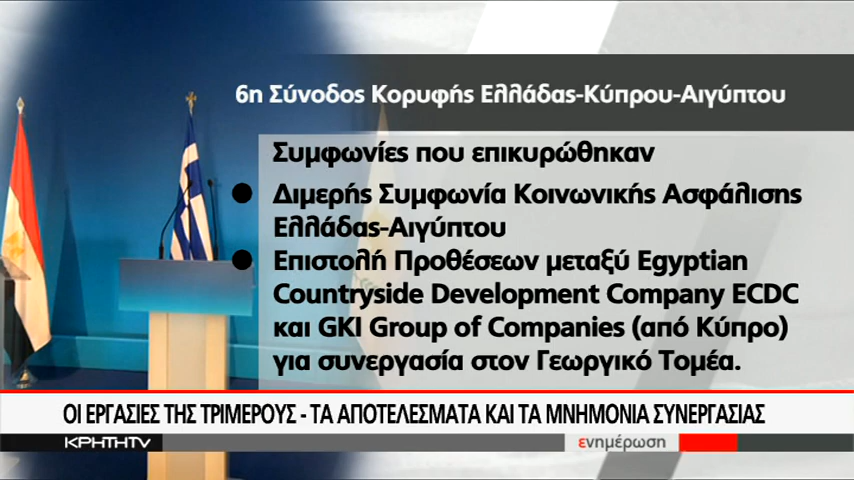 6η Σύνοδος Κορυφής Ελλάδας-Κύπρου-Αιγύπτου
Συμφωνίες που επικυρώθηκαν
● Διμερής Συμφωνία Κοινωνικής Ασφάλισης
Ελλάδας-Αιγύπτου
● Επιστολή Προθέσεων μεταξύ Egyptian
Countryside Development Company ECDC
και GKI Group of Companies (από Κύπρο)
για συνεργασία στον Γεωργικό Τομέα.
ΟΙ ΕΡΓΑΣΙΕΣ ΤΗΣ ΤΡΙΜΕΡΟΥΣ - ΤΑ ΑΠΟΤΕΛΕΣΜΑΤΑ ΚΑΙ ΤΑ ΜΝΗΜΟΝΙΑ ΣΥΝΕΡΓΑΣΙΑΣ
ΚΡΗΤΗTV
ενημέρωση